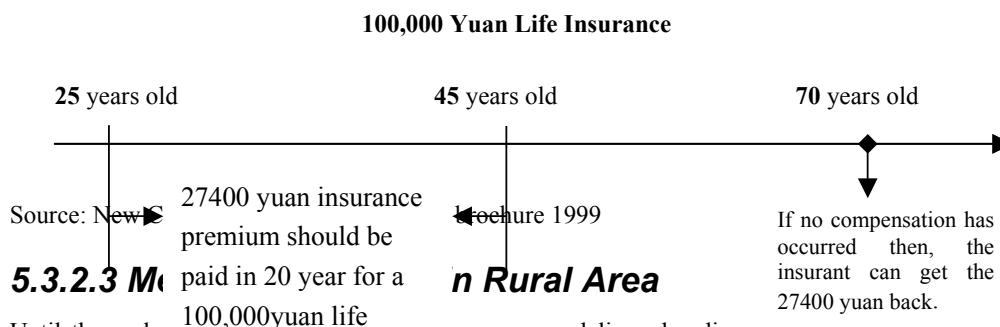 100,000 Yuan Life Insurance
25 years old 45 years old 70 years old
27400 yuan insurance
premium should be
paid in 20 year for a
100,000yuan life
If no compensation has
occurred then, the
insurant can get the
27400 yuan back.
Source: New brochure 1999
5.3.2.3 n Rural Area
Until